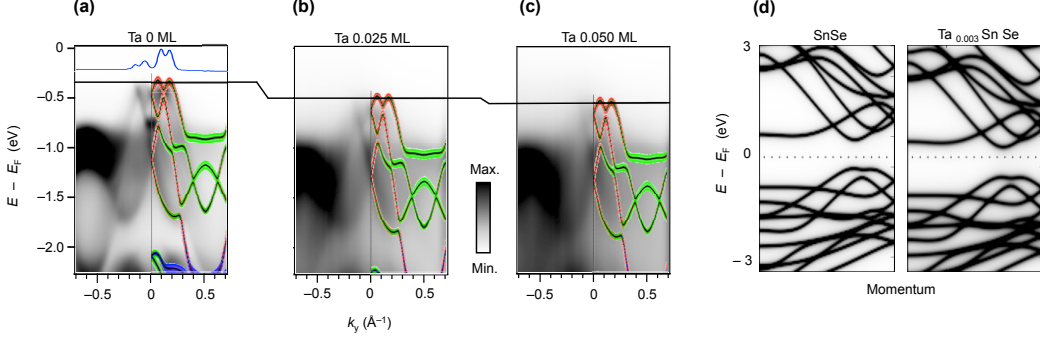 (a)
(b)
(c)
(d)
Ta 0 ML
Ta 0.025 ML
Ta 0.050 ML
SnSe
Ta 0.003 Sn Se
E − EF (eV)
0
−0.5
−1.0
−1.5
−2.0
−0.5 0 0.5
−0.5 0 0.5
−0.5 0 0.5
ky (Å−1)
Max.
Min.
E − EF (eV)
3
0
− 3
Momentum